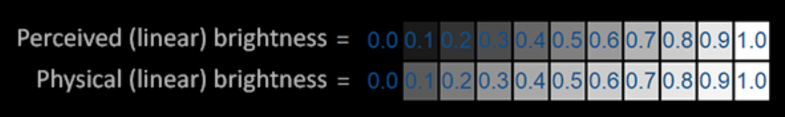 Perceived (linear) brightness = 0.0 0.1 0.2 0.3 0.4 0.5 0.6 0.7 0.8 0.9 1.0
Physical (linear) brightness = 0.0 0.1 0.2 0.3 0.4 0.5 0.6 0.7 0.8 0.9 1.0